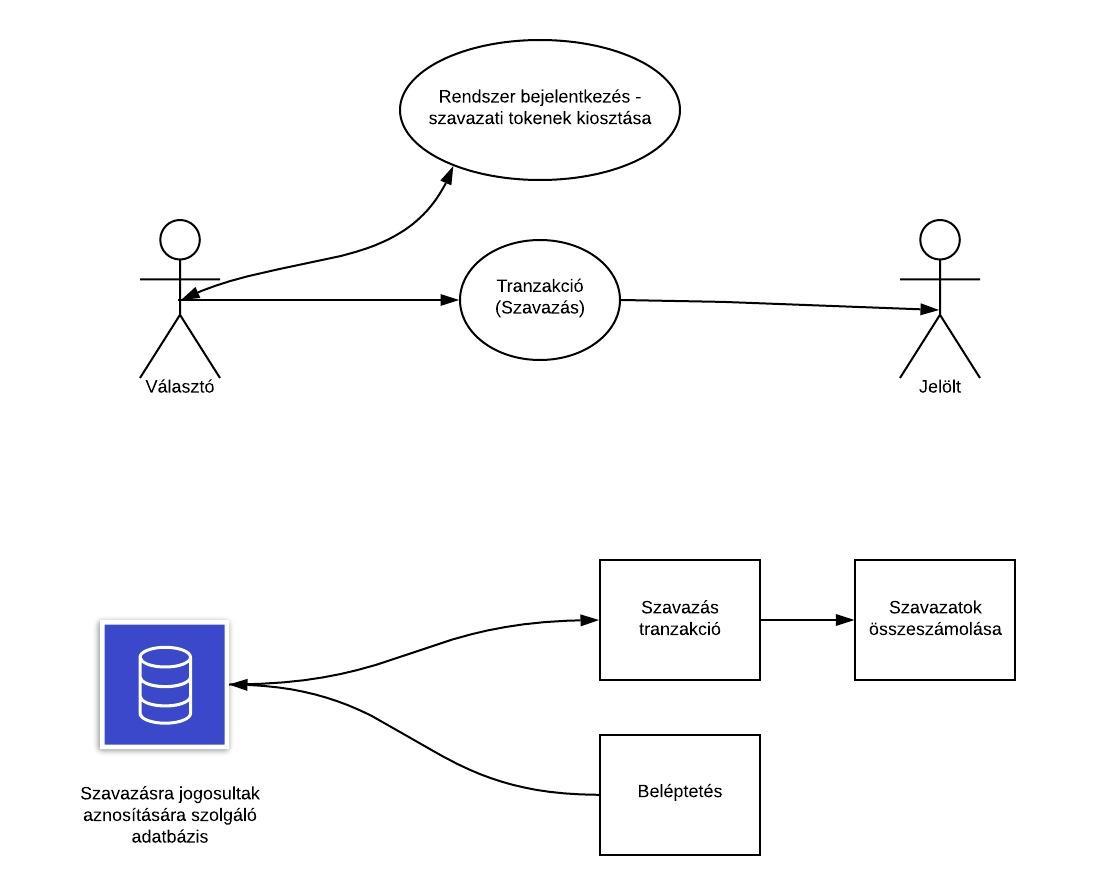 Rendszer bejelentkezés -
szavazati tokenek kiosztása
Tranzakció
(Szavazás)
Választó
Jelölt
Szavazás
tranzakció
Szavazatok
összeszámolása
Beléptetés
Szavazásra jogosultak
aznosítására szolgáló
adatbázis